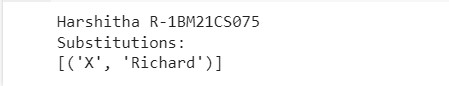 Harshitha R-1BM21CS075
Substitutions:
[('X', 'Richard')]